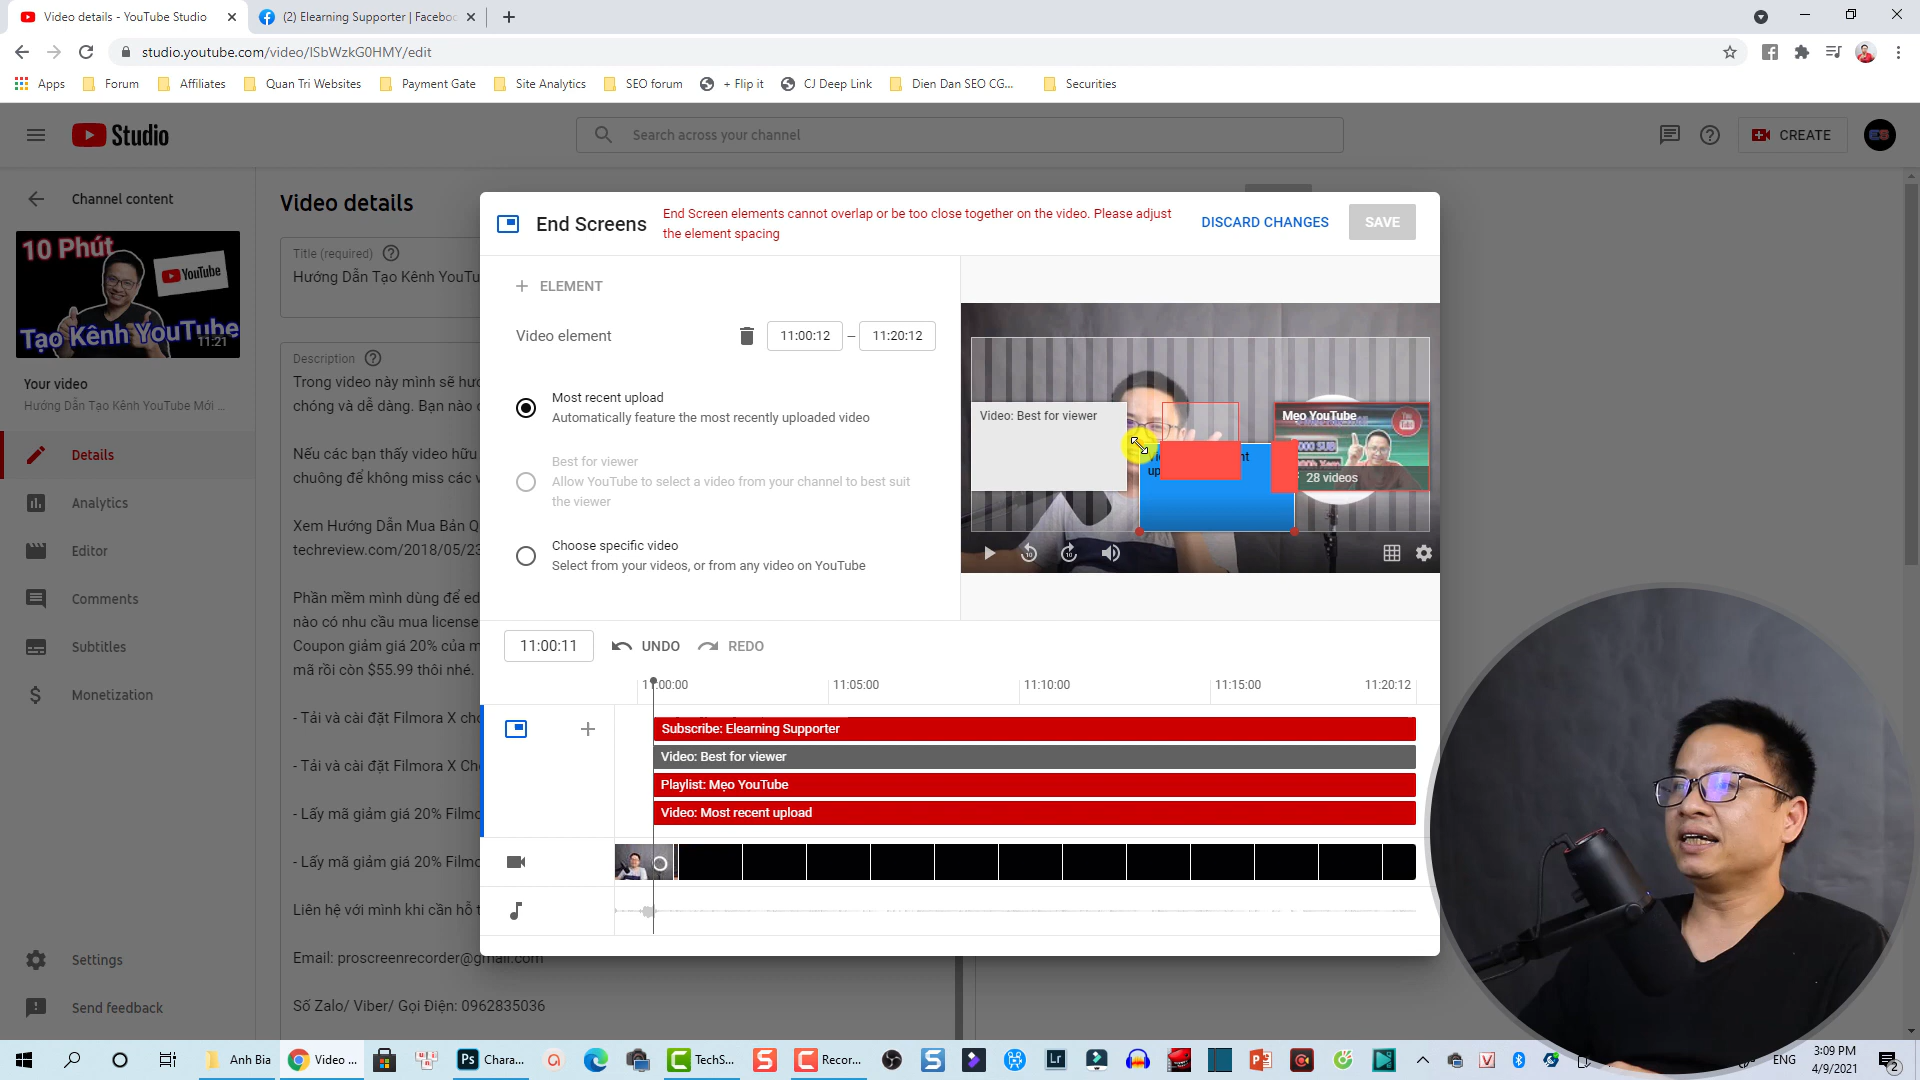 Video details - YouTube Studio
(2) Elearning Supporter | Facebo
studio.youtube.com/video/lSbWzkG0HMY/edit
Apps
Forum
Affiliates
Quan Tri Websites
Payment Gate
Site Analytics
SEO forum
+ Flip it
CJ Deep Link
Dien Dan SEO CG...
Securities
Studio
Search across your channel
CREATE
Channel content
Video details
10 Phút
YouTube
Tạo Kênh YouTube
11:21
Your video
Hướng Dẫn Tạo Kênh YouTube Mới ...
Details
Analytics
Editor
Comments
Subtitles
Monetization
Settings
Send feedback
Title (required)
Hướng Dẫn Tạo Kênh YouTu
Description
Trong video này mình sẽ hướ
chóng và dễ dàng. Bạn nào c
Nếu các bạn thấy video hữu
chuông để không miss các v
Xem Hướng Dẫn Mua Bản Q
techreview.com/2018/05/23
Phần mềm mình dùng để ed
nào có nhu cầu mua license
Coupon giảm giá 20% của m
mã rồi còn $55.99 thôi nhé.
- Tải và cài đặt Filmora X cho
- Tải và cài đặt Filmora X Cho
- Lấy mã giảm giá 20% Filmo
- Lấy mã giảm giá 20% Filmo
Liên hệ với mình khi cần hỗ t
Email: proscreenrecorder@gmail.com
Số Zalo/ Viber/ Gọi Điện: 0962835036
End Screens
End Screen elements cannot overlap or be too close together on the video. Please adjust
the element spacing
DISCARD CHANGES
SAVE
+ ELEMENT
Video element
11:00:12 – 11:20:12
Most recent upload
Automatically feature the most recently uploaded video
Best for viewer
Allow YouTube to select a video from your channel to best suit
the viewer
Choose specific video
Select from your videos, or from any video on YouTube
Video: Best for viewer
Mẹo YouTube
28 videos
11:00:11
UNDO
REDO
11:00:00
11:05:00
11:10:00
11:15:00
11:20:12
Subscribe: Elearning Supporter
Video: Best for viewer
Playlist: Mẹo YouTube
Video: Most recent upload
Anh Bia
Video ...
Chara...
TechS...
Recor...
ENG
3:09 PM
4/9/2021
2